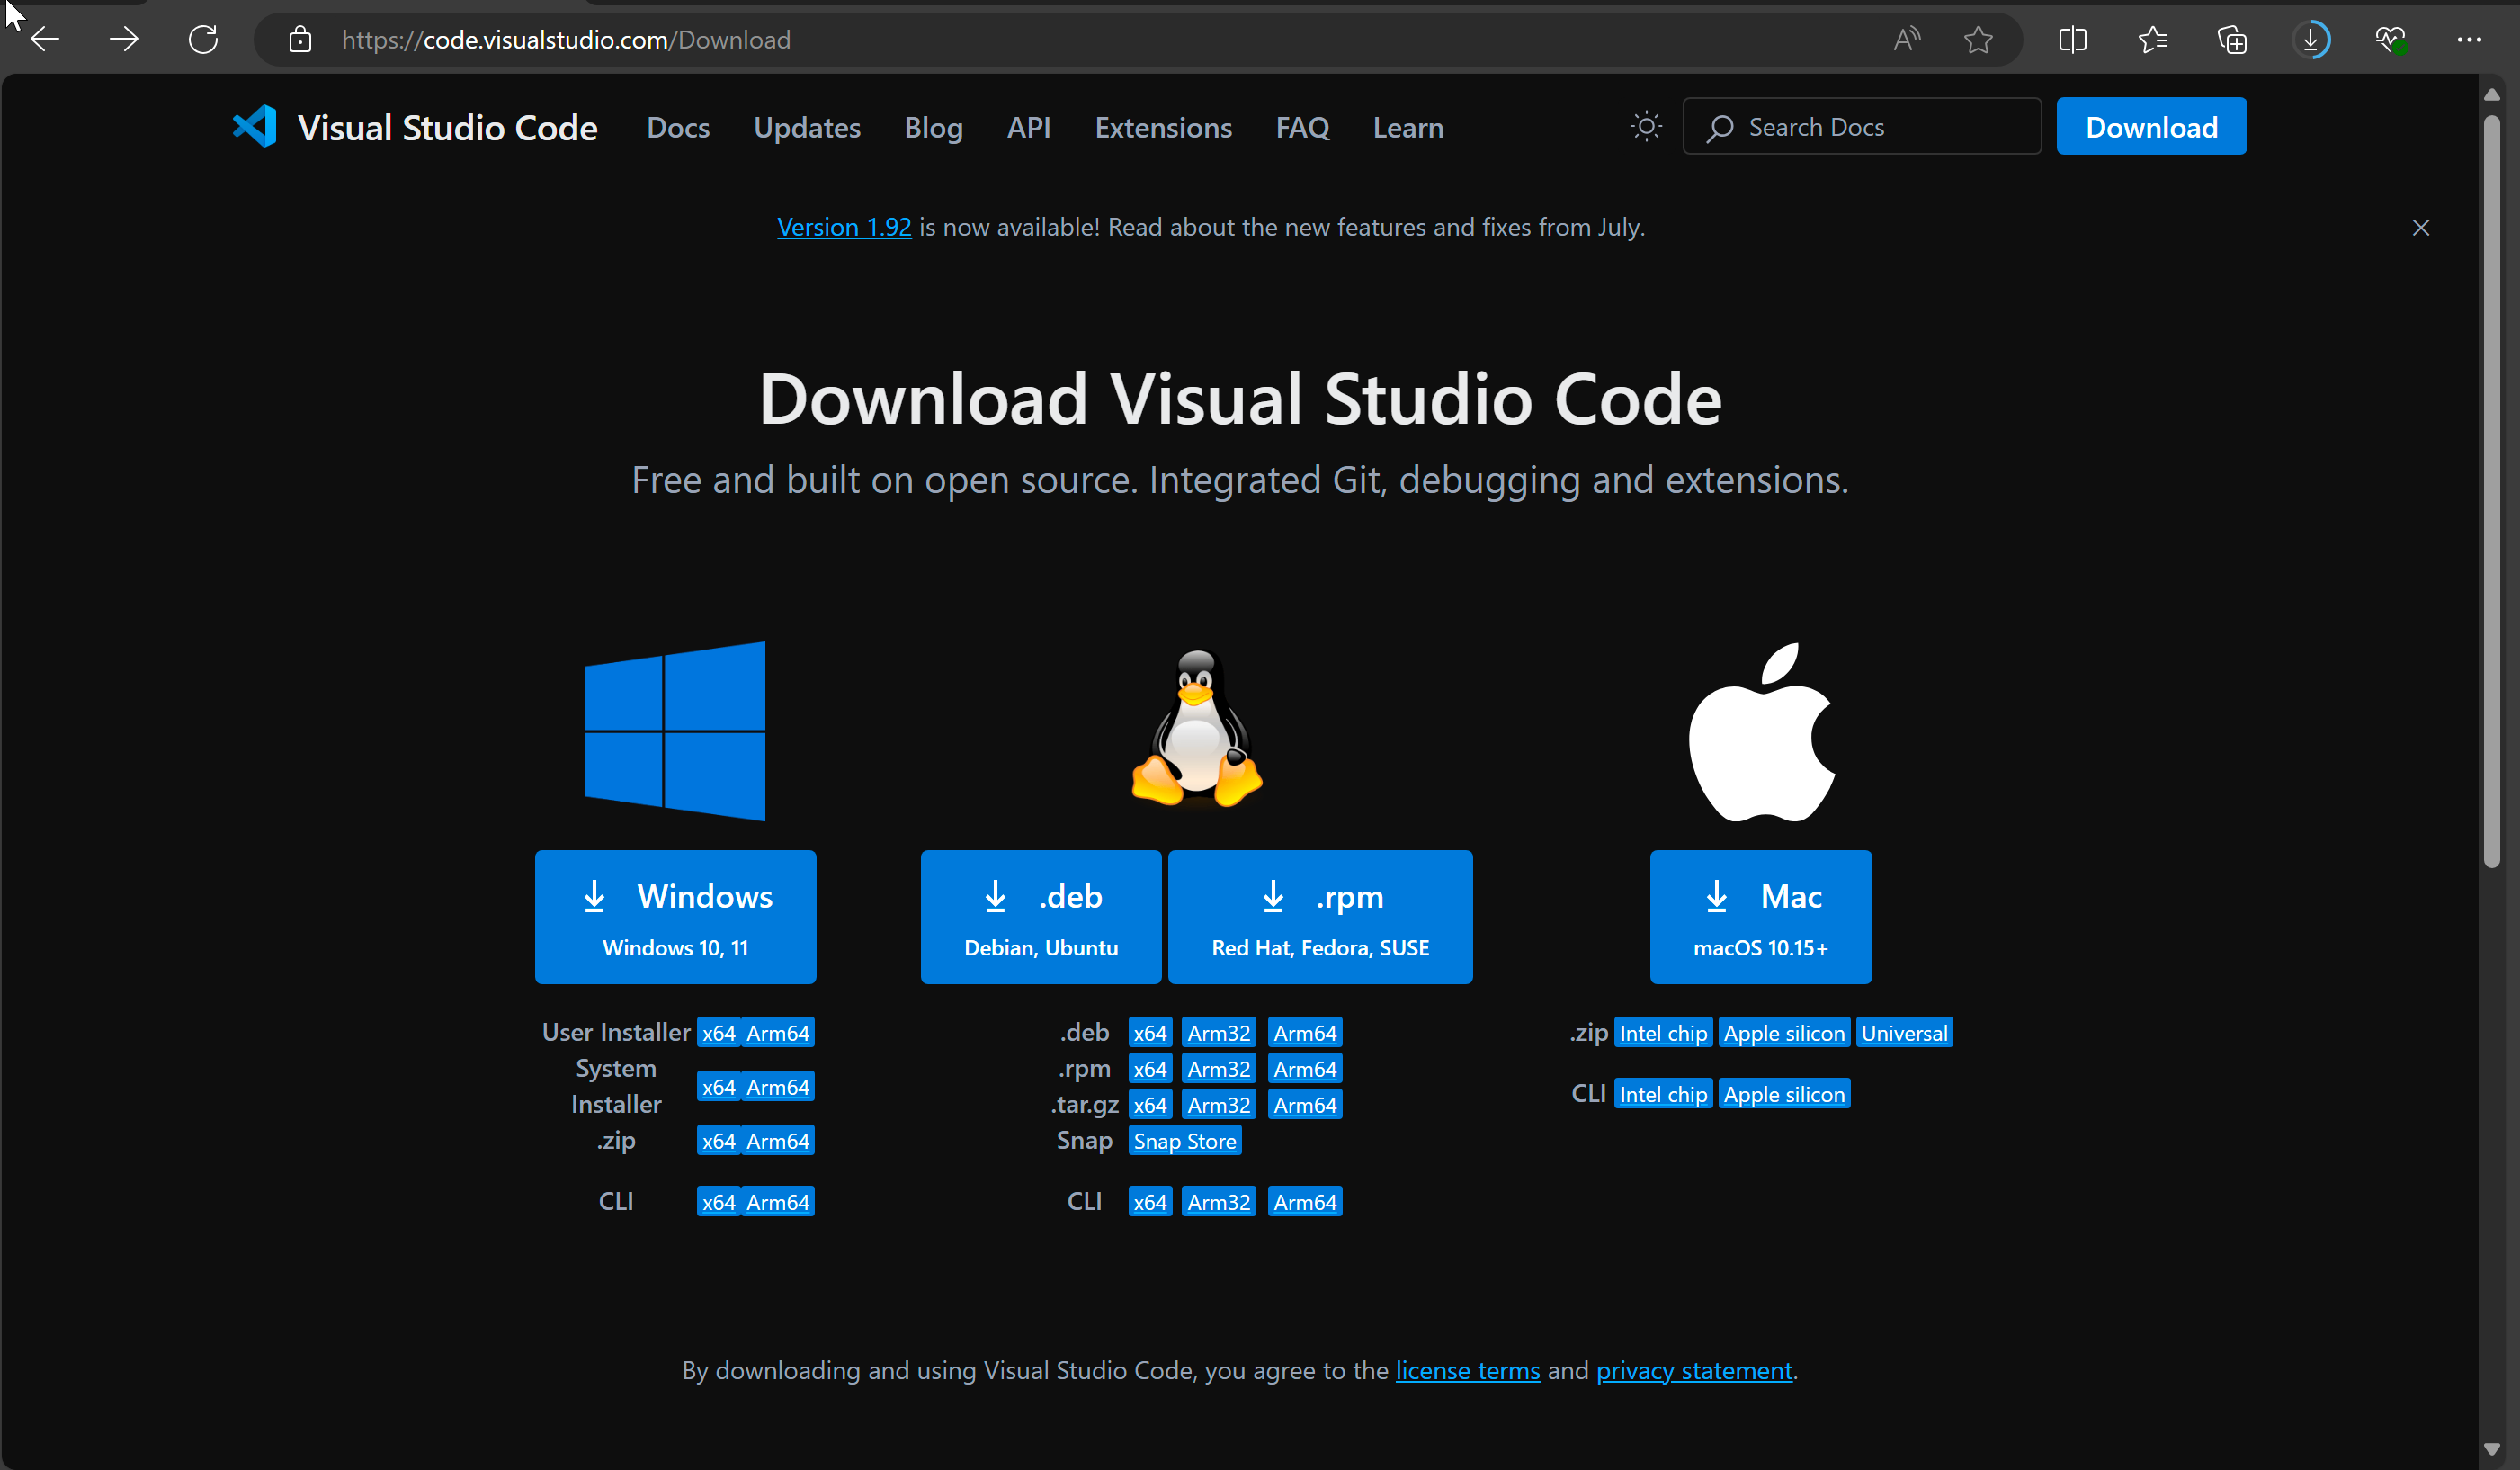 https://code.visualstudio.com/Download
Visual Studio Code Docs Updates Blog API Extensions FAQ Learn Search Docs Download
Version 1.92 is now available! Read about the new features and fixes from July.
Download Visual Studio Code
Free and built on open source. Integrated Git, debugging and extensions.
Windows
Windows 10, 11
User Installer x64 Arm64
System
Installer
x64 Arm64
.zip x64 Arm64
CLI x64 Arm64
.deb
Debian, Ubuntu
.rpm
Red Hat, Fedora, SUSE
.deb x64 Arm32 Arm64
.rpm x64 Arm32 Arm64
.tar.gz x64 Arm32 Arm64
Snap Snap Store
CLI x64 Arm32 Arm64
Mac
macOS 10.15+
.zip Intel chip Apple silicon Universal
CLI Intel chip Apple silicon
By downloading and using Visual Studio Code, you agree to the license terms and privacy statement.